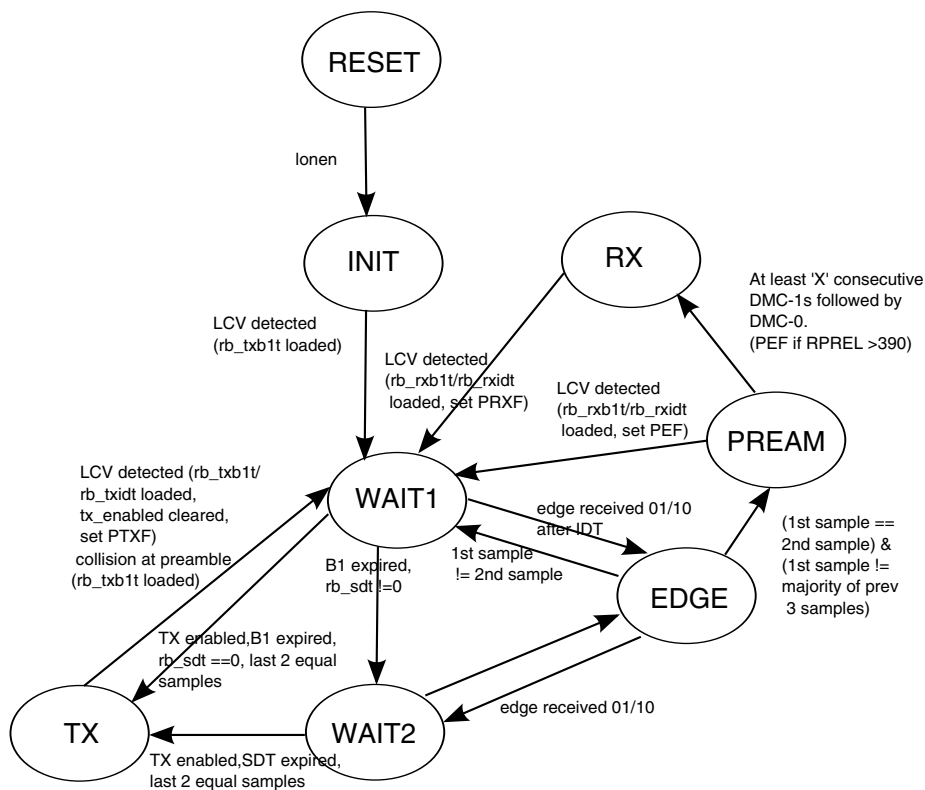 RESET
lonen
INIT
RX
At least 'X' consecutive
DMC-1s followed by
DMC-0.
(PEF if RPREL >390)
LCV detected
(rb_txb1t loaded)
LCV detected
(rb_rxb1t/rb_rxidt
loaded, set PRXF)
LCV detected
(rb_rxb1t/rb_rxidt
loaded, set PEF)
PREAM
LCV detected (rb_txb1t/
rb_txidt loaded,
tx_enabled cleared,
set PTXF)
collision at preamble
(rb_txb1t loaded)
WAIT1
edge received 01/10
after IDT
(1st sample ==
2nd sample) &
(1st sample !=
majority of prev
3 samples)
1st sample
!= 2nd sample
B1 expired,
rb_sdt !=0
EDGE
TX enabled,B1 expired,
rb_sdt ==0, last 2 equal
samples
edge received 01/10
TX
WAIT2
TX enabled,SDT expired,
last 2 equal samples